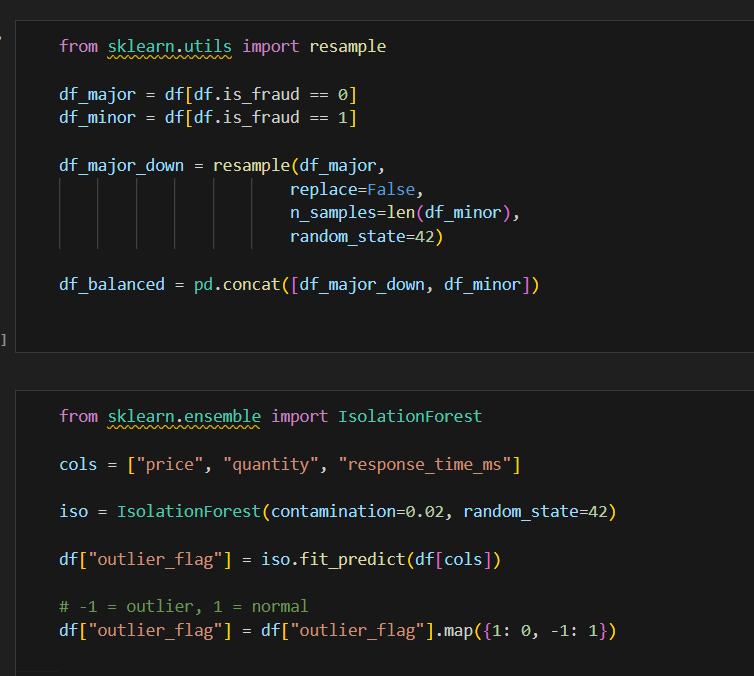 from sklearn.utils import resample
df_major = df[df.is_fraud == 0]
df_minor = df[df.is_fraud == 1]
df_major_down = resample(df_major,
replace=False,
n_samples=len(df_minor),
random_state=42)
df_balanced = pd.concat([df_major_down, df_minor])
]
from sklearn.ensemble import IsolationForest
cols = ["price", "quantity", "response_time_ms"]
iso = IsolationForest(contamination=0.02, random_state=42)
df["outlier_flag"] = iso.fit_predict(df[cols])
# -1 = outlier, 1 = normal
df["outlier_flag"] = df["outlier_flag"].map({1: 0, -1: 1})